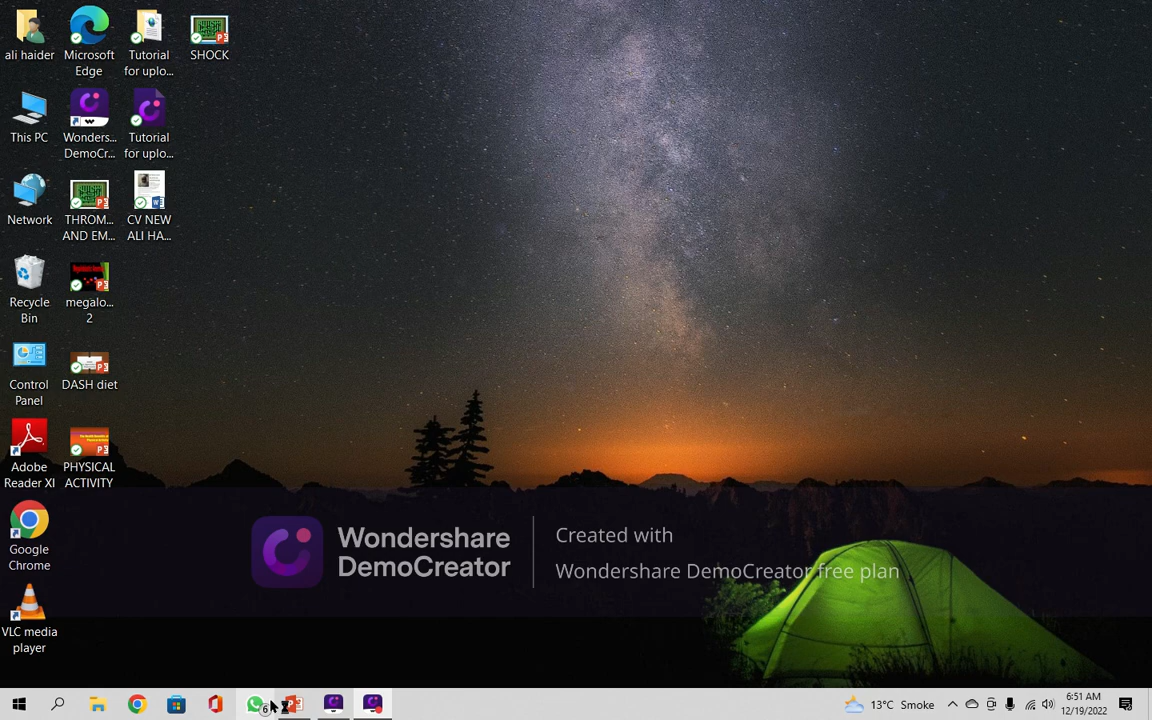 ali haider
Microsoft
Edge
Tutorial
for uplo...
SHOCK
This PC
Wonders...
DemoCr...
Tutorial
for uplo...
Network
THROM...
AND EM...
CV NEW
ALI HA...
Recycle
Bin
megalo...
2
Control
Panel
DASH diet
Adobe
Reader XI
PHYSICAL
ACTIVITY
Google
Chrome
VLC media
player
Wondershare
DemoCreator
Created with
Wondershare DemoCreator free plan
6
13°C Smoke
6:51 AM
12/19/2022